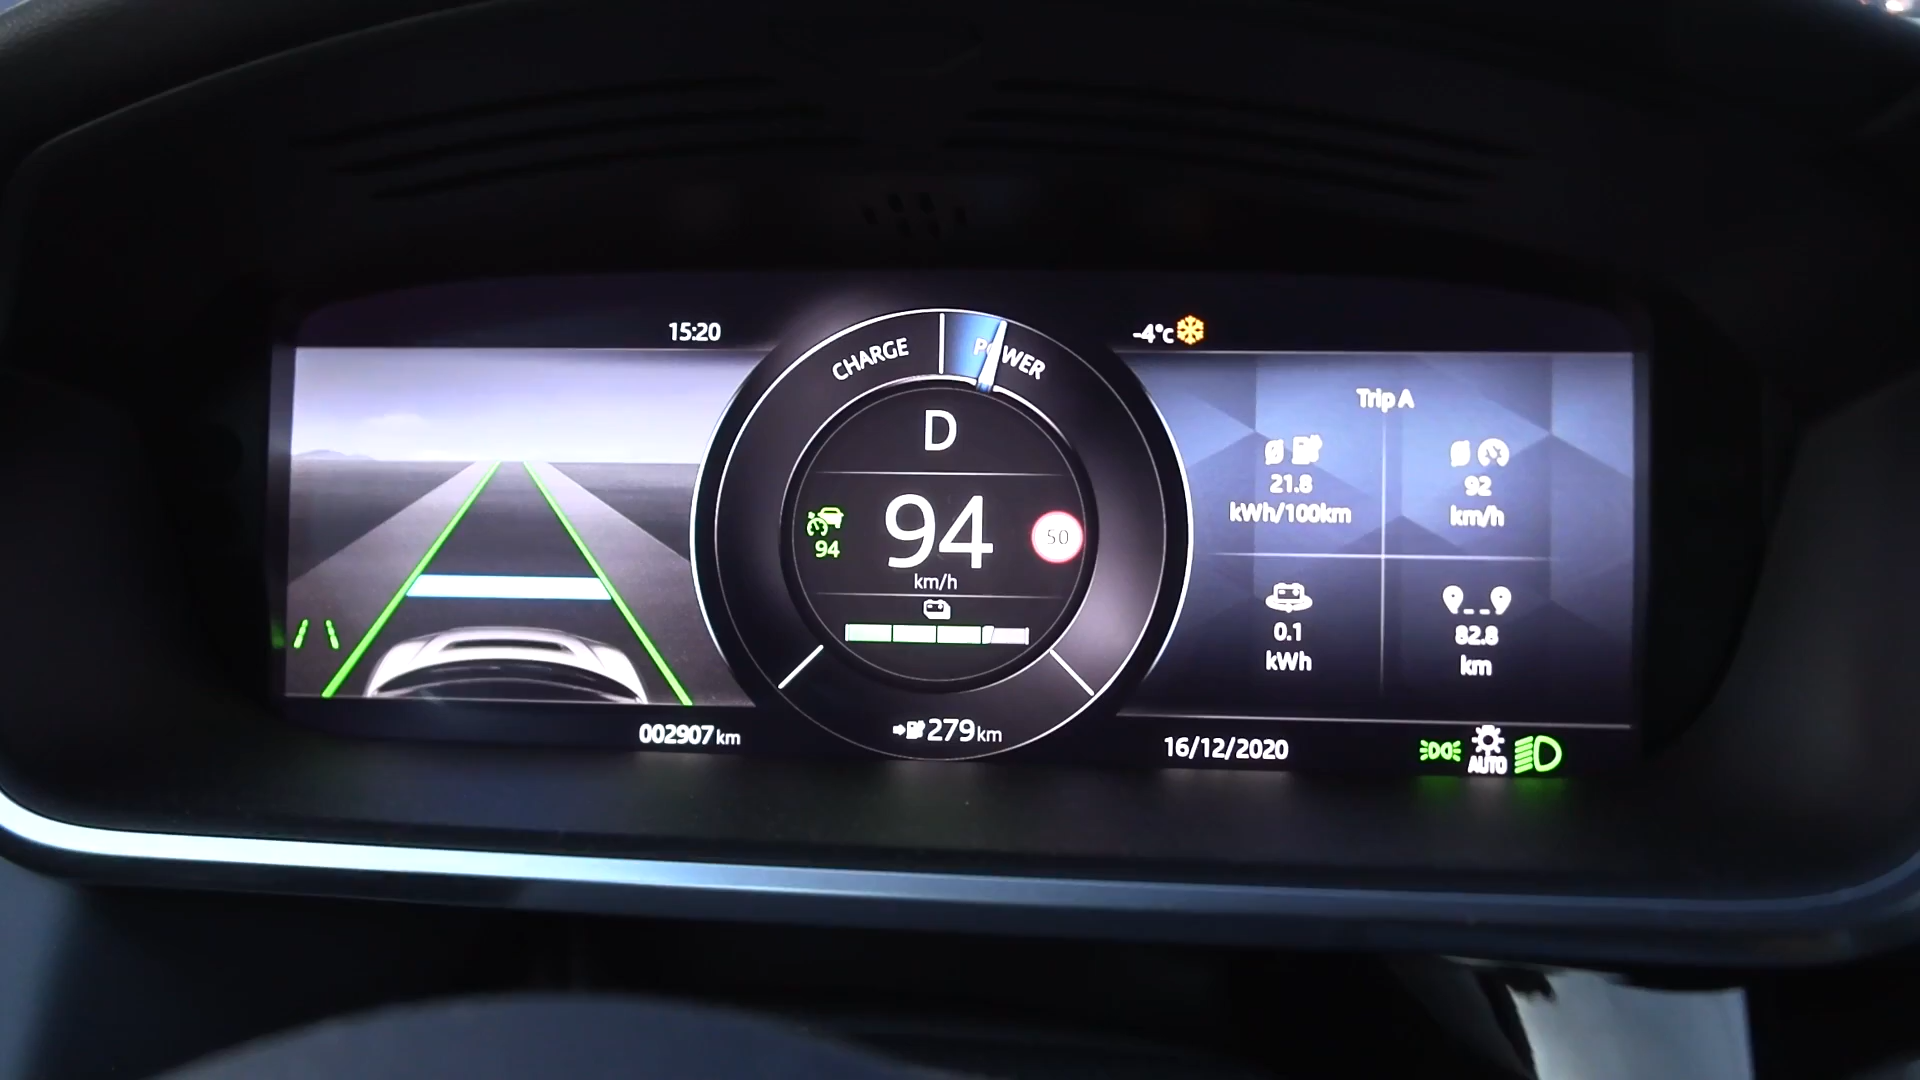 15:20
-4°C
CHARGE
POWER
D
94
94
km/h
50
Trip A
21.8
kWh/100km
92
km/h
0.1
kWh
82.8
km
002907 km
279 km
16/12/2020
AUTO